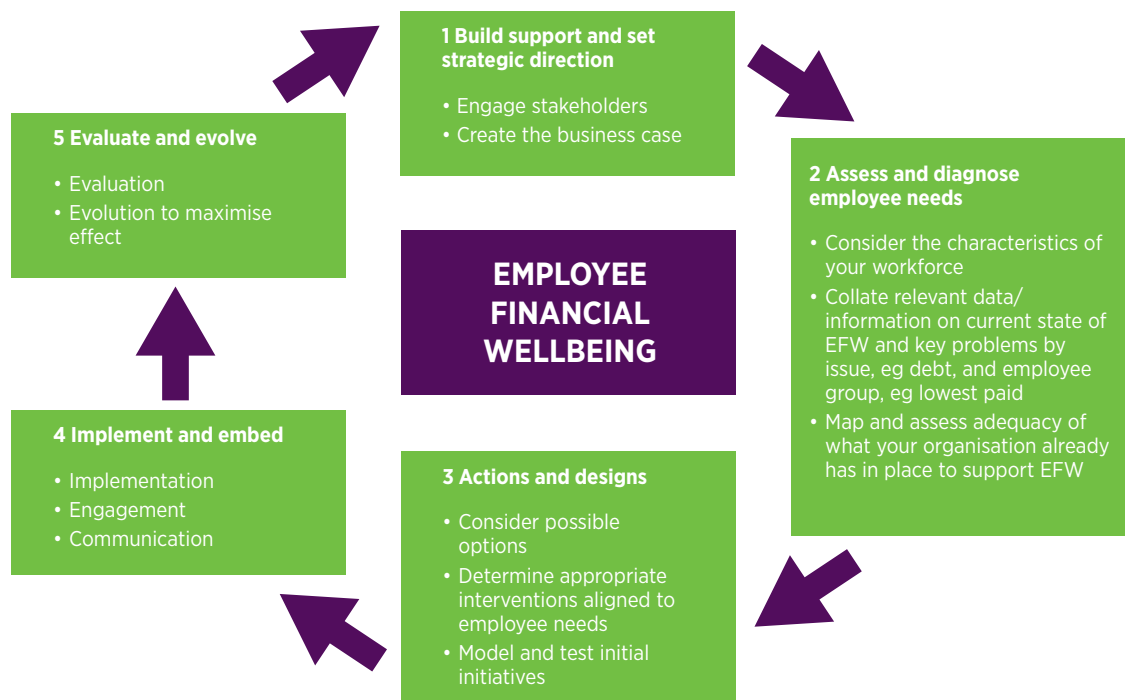 1 Build support and set
strategic direction
• Engage stakeholders
• Create the business case
2 Assess and diagnose
employee needs
• Consider the characteristics of
your workforce
• Collate relevant data/
information on current state of
EFW and key problems by
issue, eg debt, and employee
group, eg lowest paid
• Map and assess adequacy of
what your organisation already
has in place to support EFW
3 Actions and designs
• Consider possible
options
• Determine appropriate
interventions aligned to
employee needs
• Model and test initial
initiatives
4 Implement and embed
• Implementation
• Engagement
• Communication
5 Evaluate and evolve
• Evaluation
• Evolution to maximise
effect
EMPLOYEE
FINANCIAL
WELLBEING